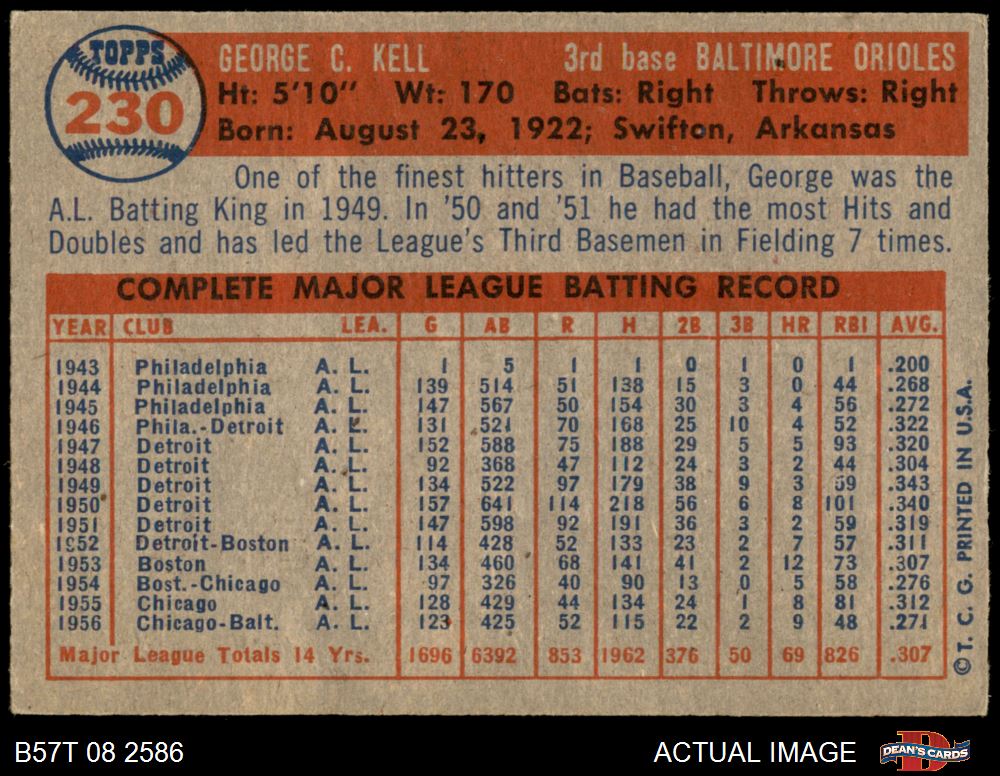 TOPPS
230
GEORGE C. KELL 3rd base BALTIMORE ORIOLES
Ht: 5'10" Wt: 170 Bats: Right Throws: Right
Born: August 23, 1922; Swifton, Arkansas
One of the finest hitters in Baseball, George was the
A.L. Batting King in 1949. In '50 and '51 he had the most Hits and
Doubles and has led the League's Third Basemen in Fielding 7 times.
COMPLETE MAJOR LEAGUE BATTING RECORD
YEAR CLUB LEA. G AB R H 2B 3B HR RBI AVG.
1943 Philadelphia A. L. 1 5 1 1 0 1 0 1 .200
1944 Philadelphia A. L. 139 514 51 138 15 3 0 44 .268
1945 Philadelphia A. L. 147 567 50 154 30 3 4 56 .272
1946 Phila.-Detroit A. L. 131 521 70 168 25 10 4 52 .322
1947 Detroit A. L. 152 588 75 188 29 5 5 93 .320
1948 Detroit A. L. 92 368 47 112 24 3 2 44 .304
1949 Detroit A. L. 134 522 97 179 38 9 3 59 .343
1950 Detroit A. L. 157 641 114 218 56 6 8 101 .340
1951 Detroit A. L. 147 598 92 191 36 3 2 59 .319
1952 Detroit-Boston A. L. 114 428 52 133 23 2 7 57 .311
1953 Boston A. L. 134 460 68 141 41 2 12 73 .307
1954 Bost.-Chicago A. L. 97 326 40 90 13 0 5 58 .276
1955 Chicago A. L. 128 429 44 134 24 1 8 81 .312
1956 Chicago-Balt. A. L. 123 425 52 115 22 2 9 48 .271
Major League Totals 14 Yrs. 1696 6392 853 1962 376 50 69 826 .307
© T. C. G. PRINTED IN U.S.A.
B57T 08 2586 ACTUAL IMAGE
D
DEAN'S CARDS